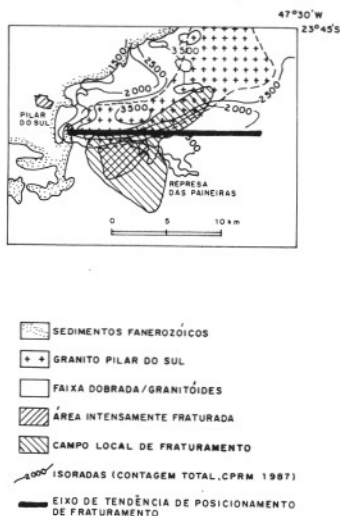 47°30'W
23°45'S
3500
2500
3500
2000
2500
2000
3500
PILAR
DO SUL
REPRESA
DAS PAINEIRAS
0 5 10 km
SEDIMENTOS FANEROZÓICOS
GRANITO PILAR DO SUL
FAIXA DOBRADA/GRANITÓIDES
ÁREA INTENSAMENTE FRATURADA
CAMPO LOCAL DE FRATURAMENTO
2000 ISORADAS (CONTAGEM TOTAL, CPRM 1987)
EIXO DE TENDÊNCIA DE POSICIONAMENTO
DE FRATURAMENTO